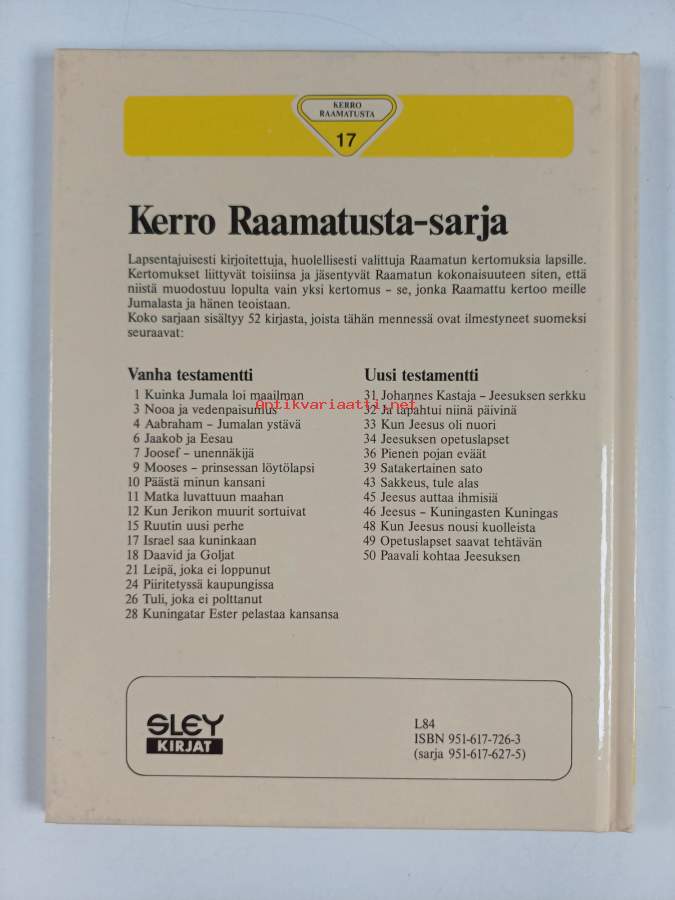 KERRO
RAAMATUSTA
17
Kerro Raamatusta-sarja
Lapsentajuisesti kirjoitettuja, huolellisesti valittuja Raamatun kertomuksia lapsille.
Kertomukset liittyvät toisiinsa ja jäsentyvät Raamatun kokonaisuuteen siten, että
niistä muodostuu lopulta vain yksi kertomus – se, jonka Raamattu kertoo meille
Jumalasta ja hänen teoistaan.
Koko sarjaan sisältyy 52 kirjasta, joista tähän mennessä ovat ilmestyneet suomeksi
seuraavat:
Vanha testamentti
1 Kuinka Jumala loi maailman
3 Nooa ja vedenpaisumus
4 Aabraham – Jumalan ystävä
6 Jaakob ja Eesau
7 Joosef – unennäkijä
9 Mooses – prinsessan löytölapsi
10 Päästä minun kansani
11 Matka luvattuun maahan
12 Kun Jerikon muurit sortuivat
15 Ruutin uusi perhe
17 Israel saa kuninkaan
18 Daavid ja Goljat
21 Leipä, joka ei loppunut
24 Piiritetyssä kaupungissa
26 Tuli, joka ei polttanut
28 Kuningatar Ester pelastaa kansansa
Uusi testamentti
31 Johannes Kastaja – Jeesuksen serkku
32 Ja tapahtui niinä päivinä
33 Kun Jeesus oli nuori
34 Jeesuksen opetuslapset
36 Pienen pojan eväät
39 Satakertainen sato
43 Sakkeus, tule alas
45 Jeesus auttaa ihmisiä
46 Jeesus – Kuningasten Kuningas
48 Kun Jeesus nousi kuolleista
49 Opetuslapset saavat tehtävän
50 Paavali kohtaa Jeesuksen
Antikvariaatti.net
SLEY
KIRJAT
L84
ISBN 951-617-726-3
(sarja 951-617-627-5)